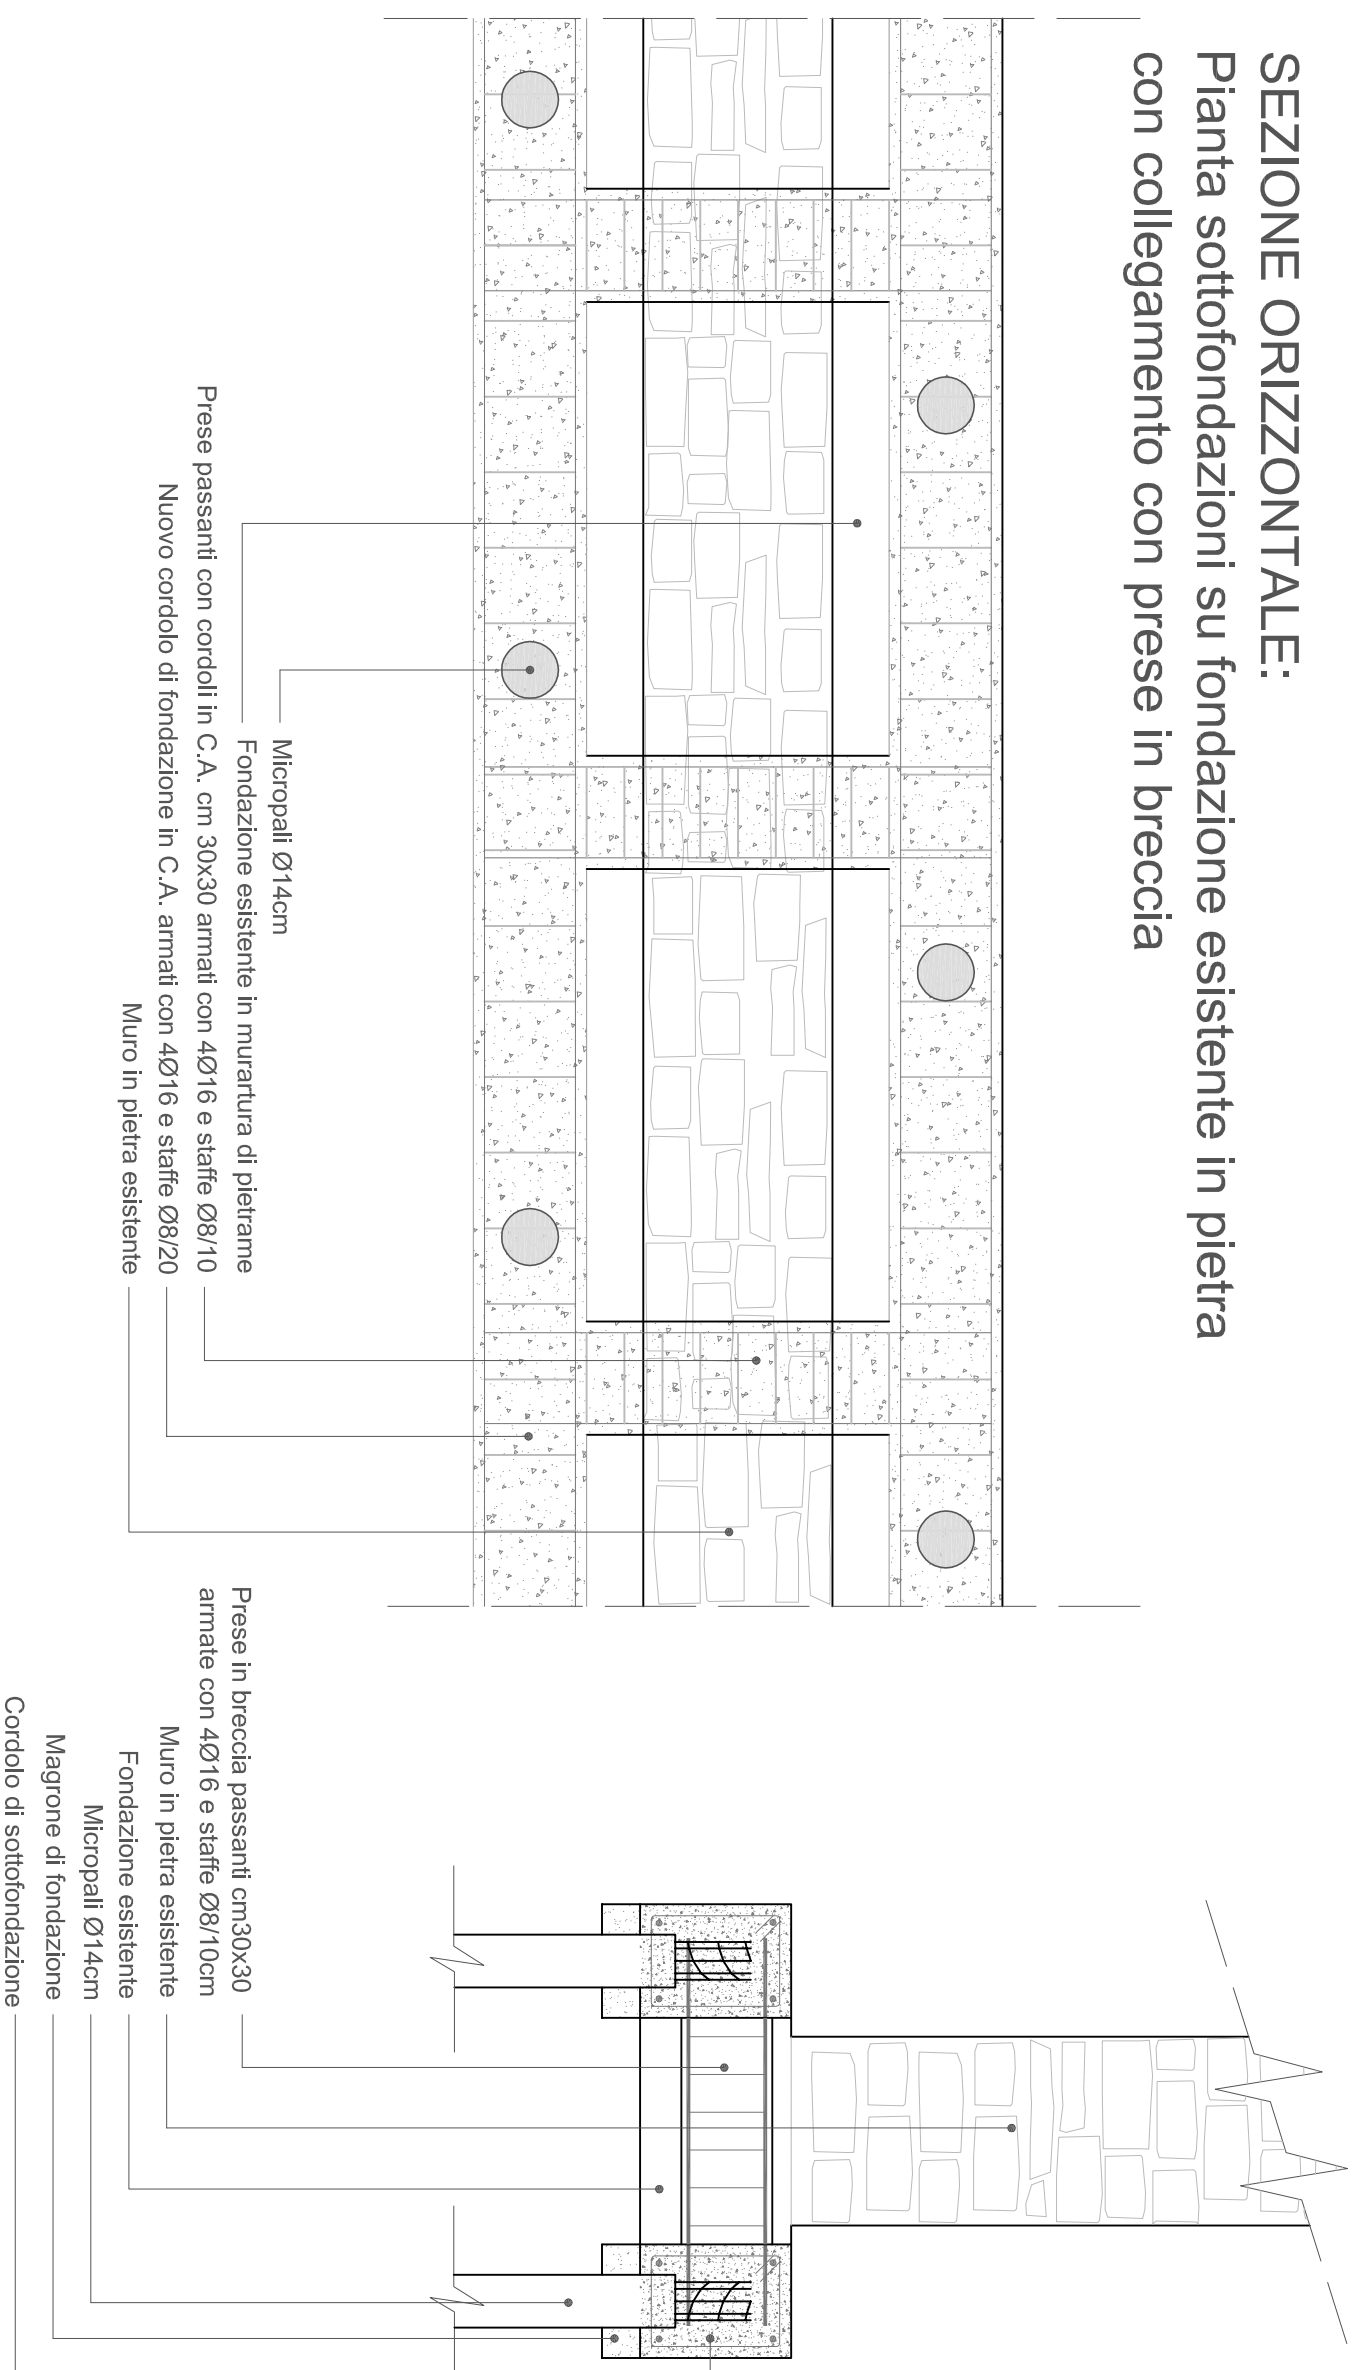 SEZIONE ORIZZONTALE:
Pianta sottofondazioni su fondazione esistente in pietra
con collegamento con prese in breccia
Micropali Ø14cm
Fondazione esistente in murartura di pietrame
Prese passanti con cordoli in C.A. cm 30x30 armati con 4Ø16 e staffe Ø8/10
Nuovo cordolo di fondazione in C.A. armati con 4Ø16 e staffe Ø8/20
Muro in pietra esistente
Prese in breccia passanti cm30x30
armate con 4Ø16 e staffe Ø8/10cm
Muro in pietra esistente
Fondazione esistente
Micropali Ø14cm
Magrone di fondazione
Cordolo di sottofondazione